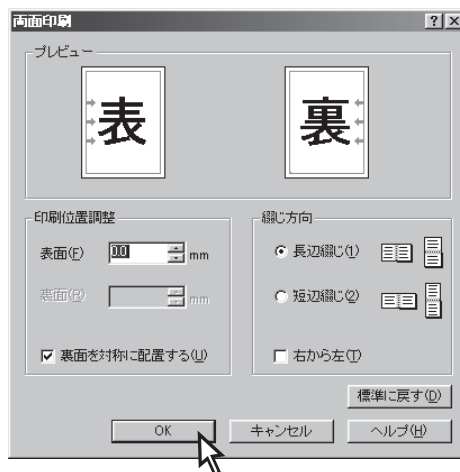 両面印刷
プレビュー
表
裏
印刷位置調整
表面(F) 0.0 mm
裏面(R) mm
裏面を対称に配置する(U)
綴じ方向
長辺綴じ(1)
短辺綴じ(2)
右から左(T)
標準に戻す(D)
OK キャンセル ヘルプ(H)